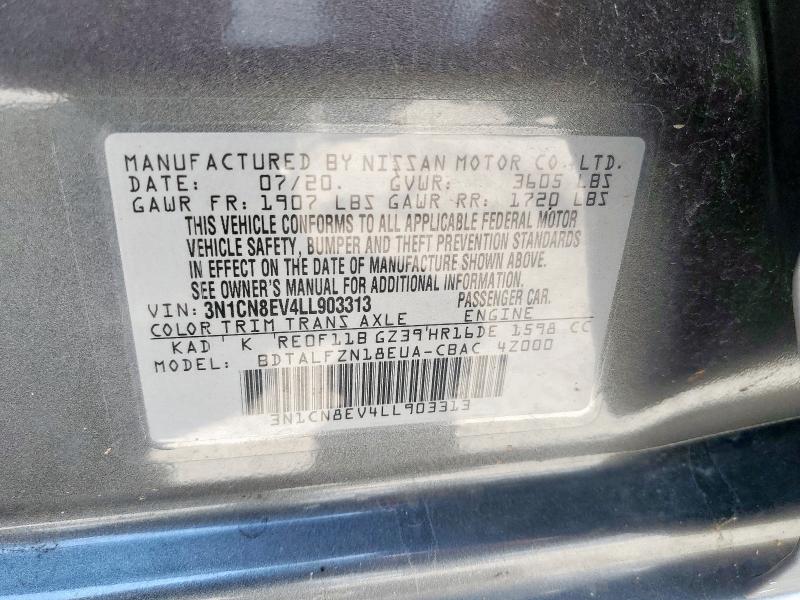 MANUFACTURED BY NISSAN MOTOR CO., LTD.
DATE: 07/20. GVWR: 3605 LBS
GAWR FR: 1907 LBS GAWR RR: 1720 LBS
THIS VEHICLE CONFORMS TO ALL APPLICABLE FEDERAL MOTOR
VEHICLE SAFETY, BUMPER AND THEFT PREVENTION STANDARDS
IN EFFECT ON THE DATE OF MANUFACTURE SHOWN ABOVE.
SEE OWNER'S MANUAL FOR ADDITIONAL INFORMATION.
VIN: 3N1CN8EV4LL903313 PASSENGER CAR.
COLOR TRIM TRANS AXLE ENGINE
KAD K RE0F11B GZ39 HR16DE 1598 CC
MODEL: BDTALFZN18EUA-CBAC 4Z000
3N1CN8EV4LL903313